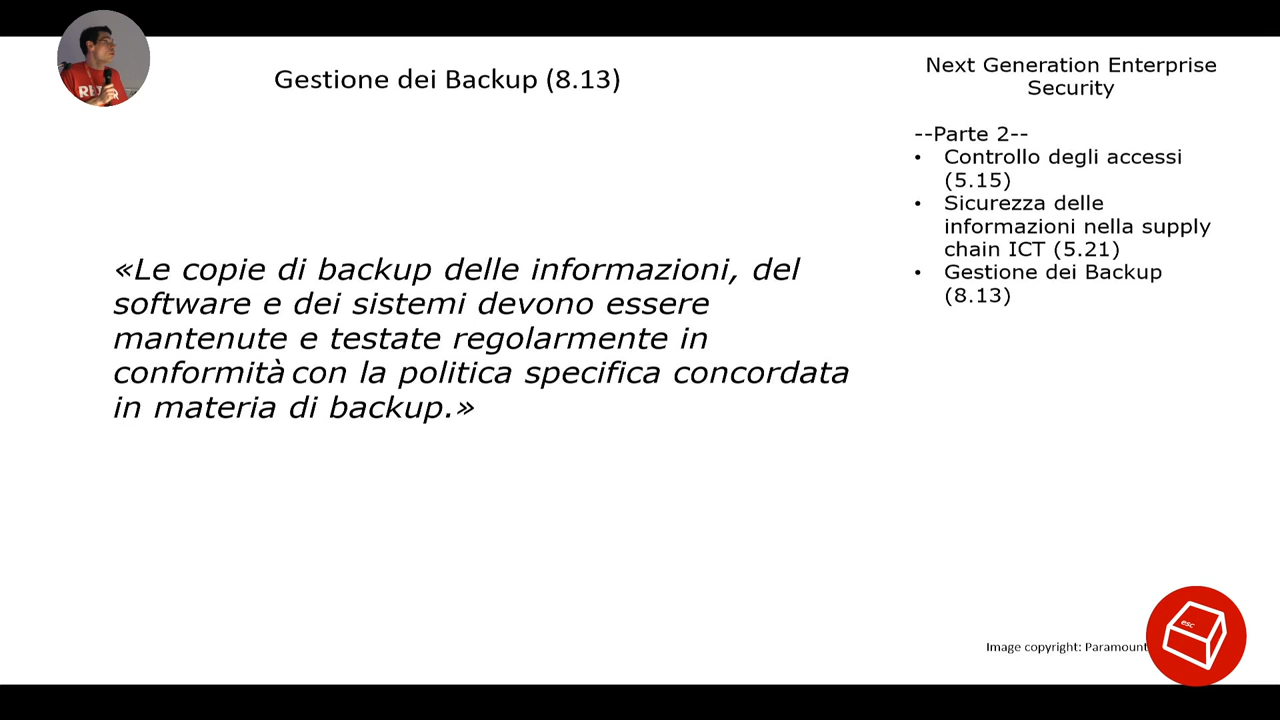 Gestione dei Backup (8.13)
«Le copie di backup delle informazioni, del
software e dei sistemi devono essere
mantenute e testate regolarmente in
conformità con la politica specifica concordata
in materia di backup.»
Next Generation Enterprise
Security
--Parte 2--
• Controllo degli accessi
(5.15)
• Sicurezza delle
informazioni nella supply
chain ICT (5.21)
• Gestione dei Backup
(8.13)
Image copyright: Paramount
esc